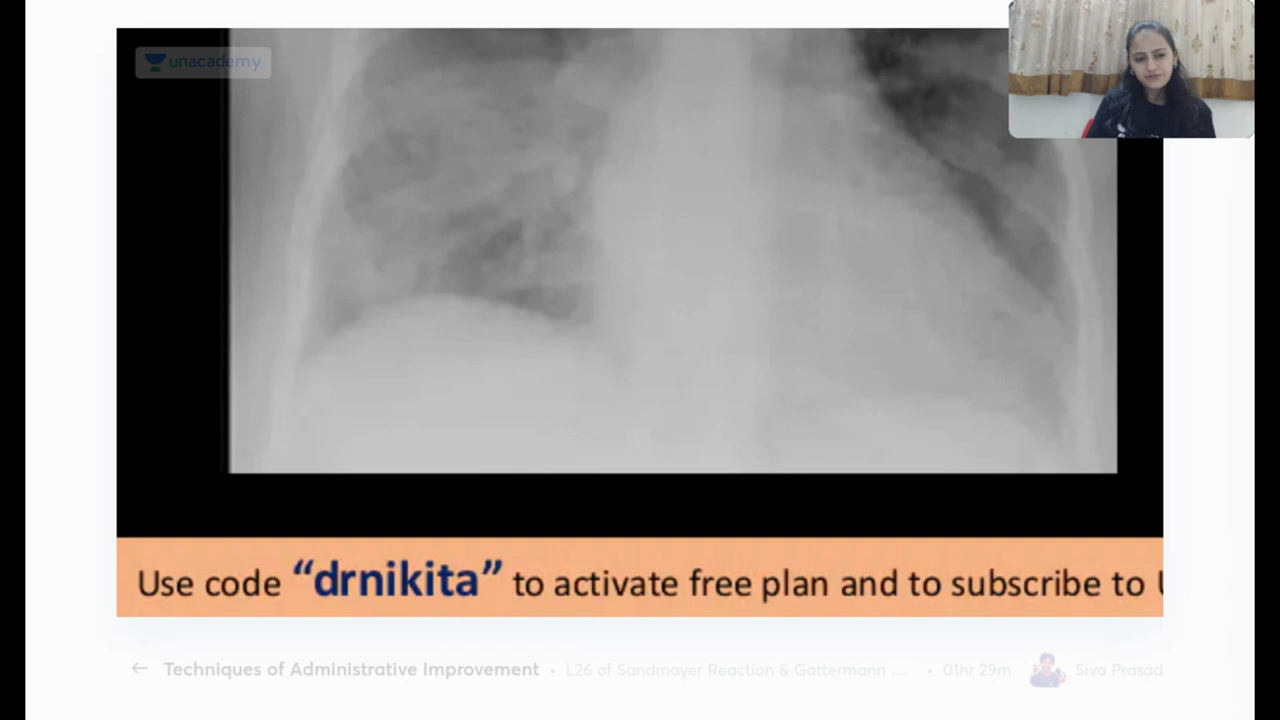 unacademy
Use code “drnikita” to activate free plan and to subscribe to
← Techniques of Administrative Improvement • L26 of Sandmayer Reaction & Gattermann ... • 01hr 29m Siva Prasad